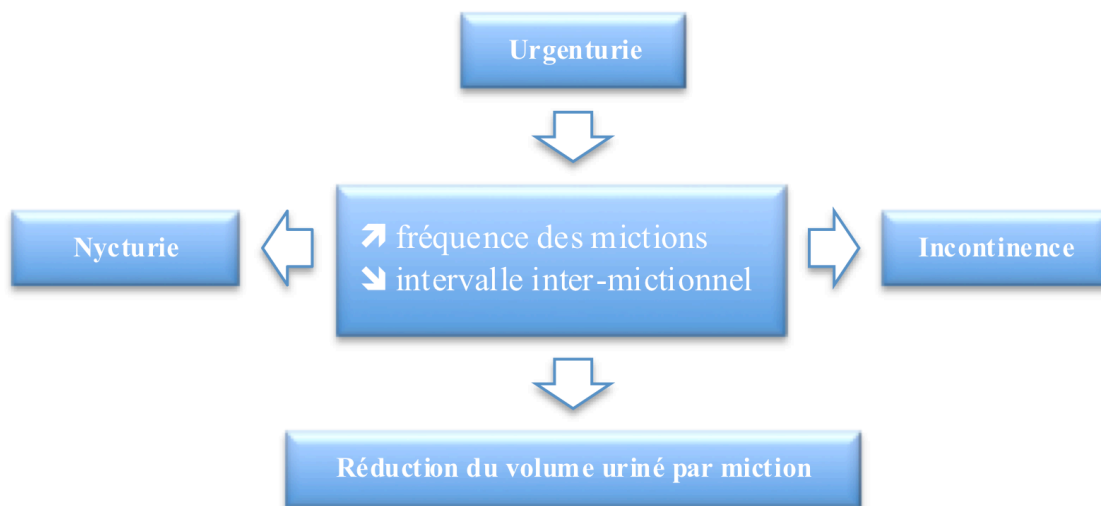 Urgenturie
Nycturie
↗ fréquence des mictions
↘ intervalle inter-mictionnel
Incontinence
Réduction du volume uriné par miction